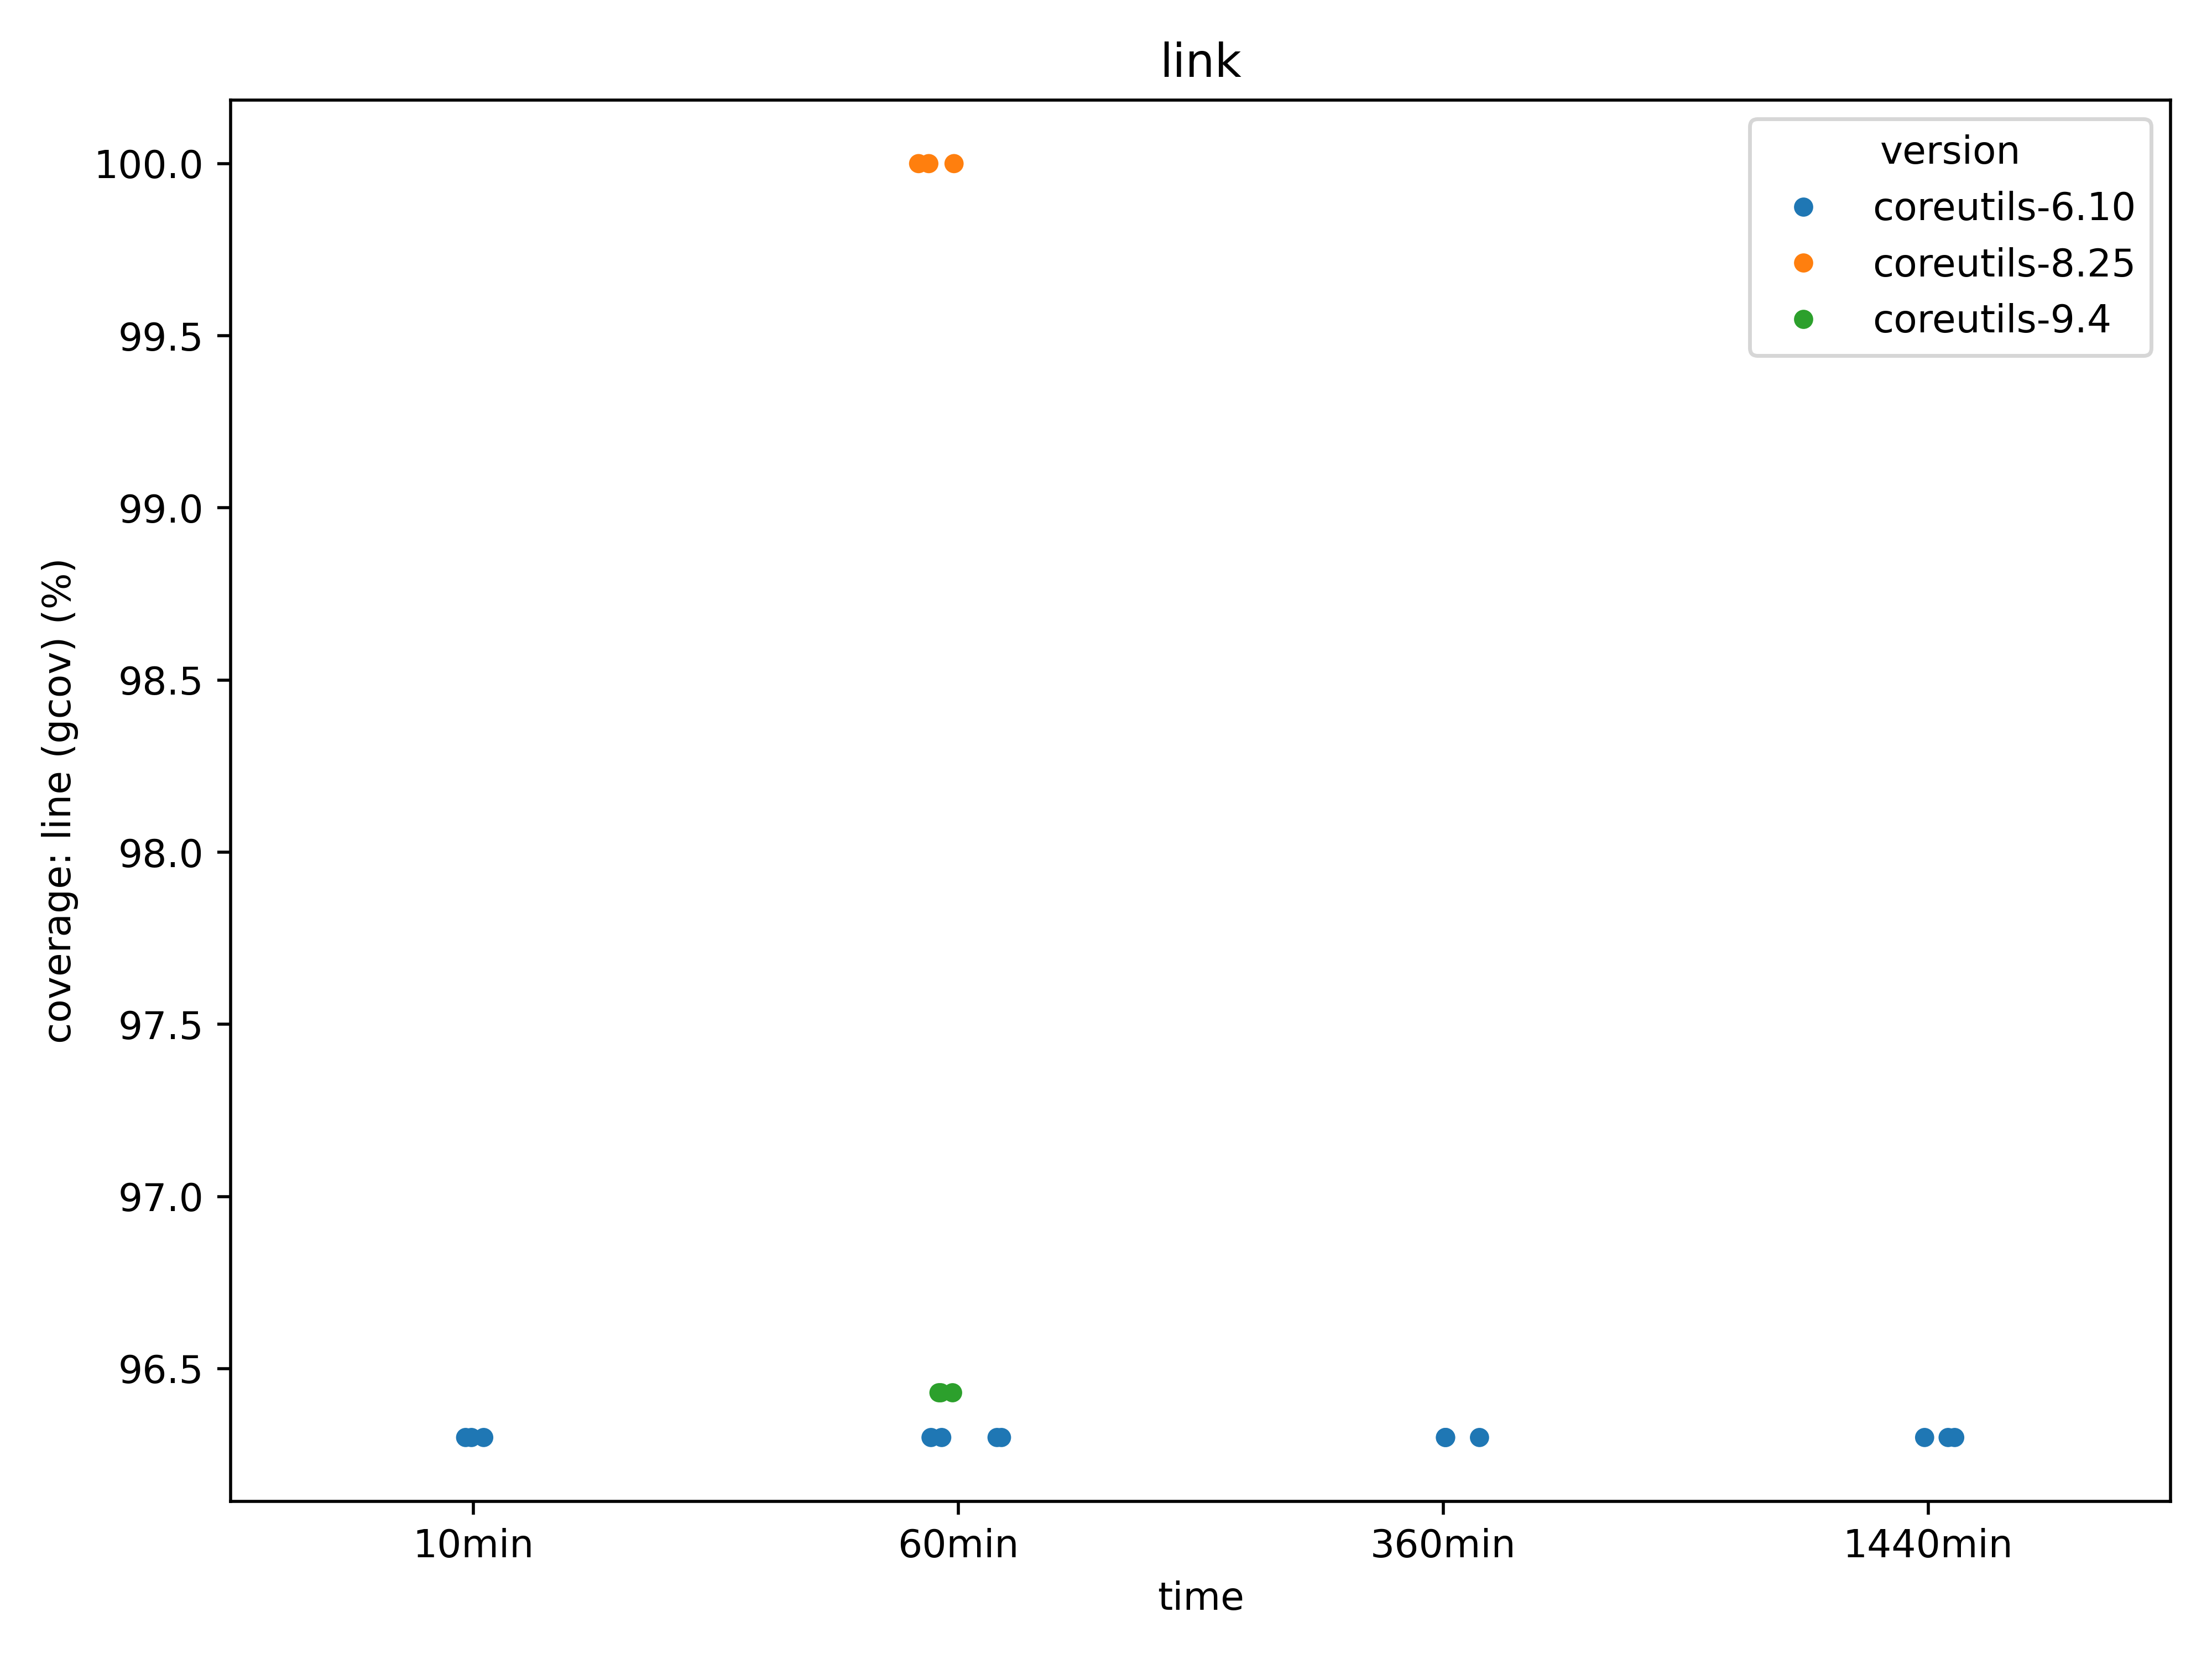 link
version
coreutils-6.10
coreutils-8.25
coreutils-9.4
coverage: line (gcov) (%)
100.0
99.5
99.0
98.5
98.0
97.5
97.0
96.5
10min 60min 360min 1440min
time